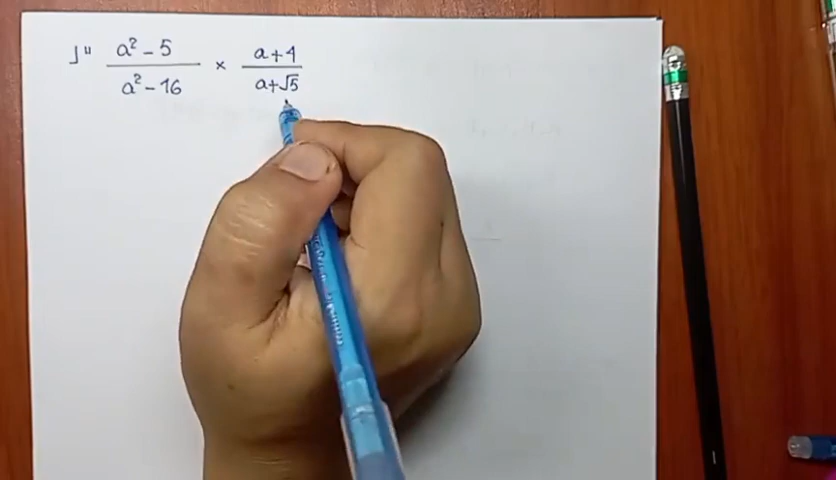 a² - 5 / a² - 16 × a + 4 / a + √5